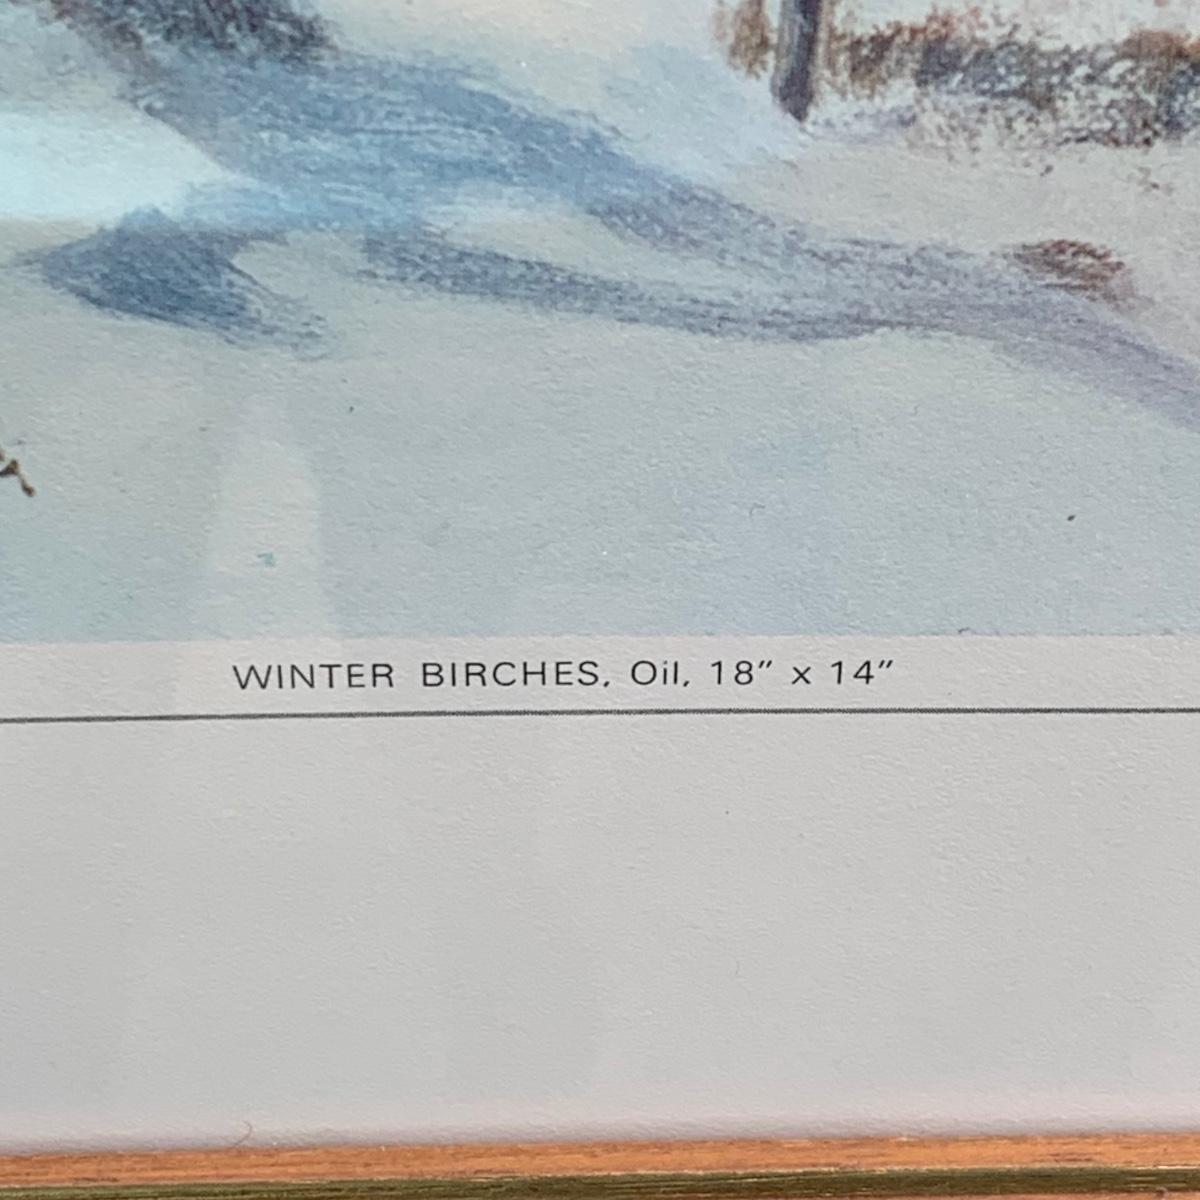 WINTER BIRCHES, Oil, 18" x 14"